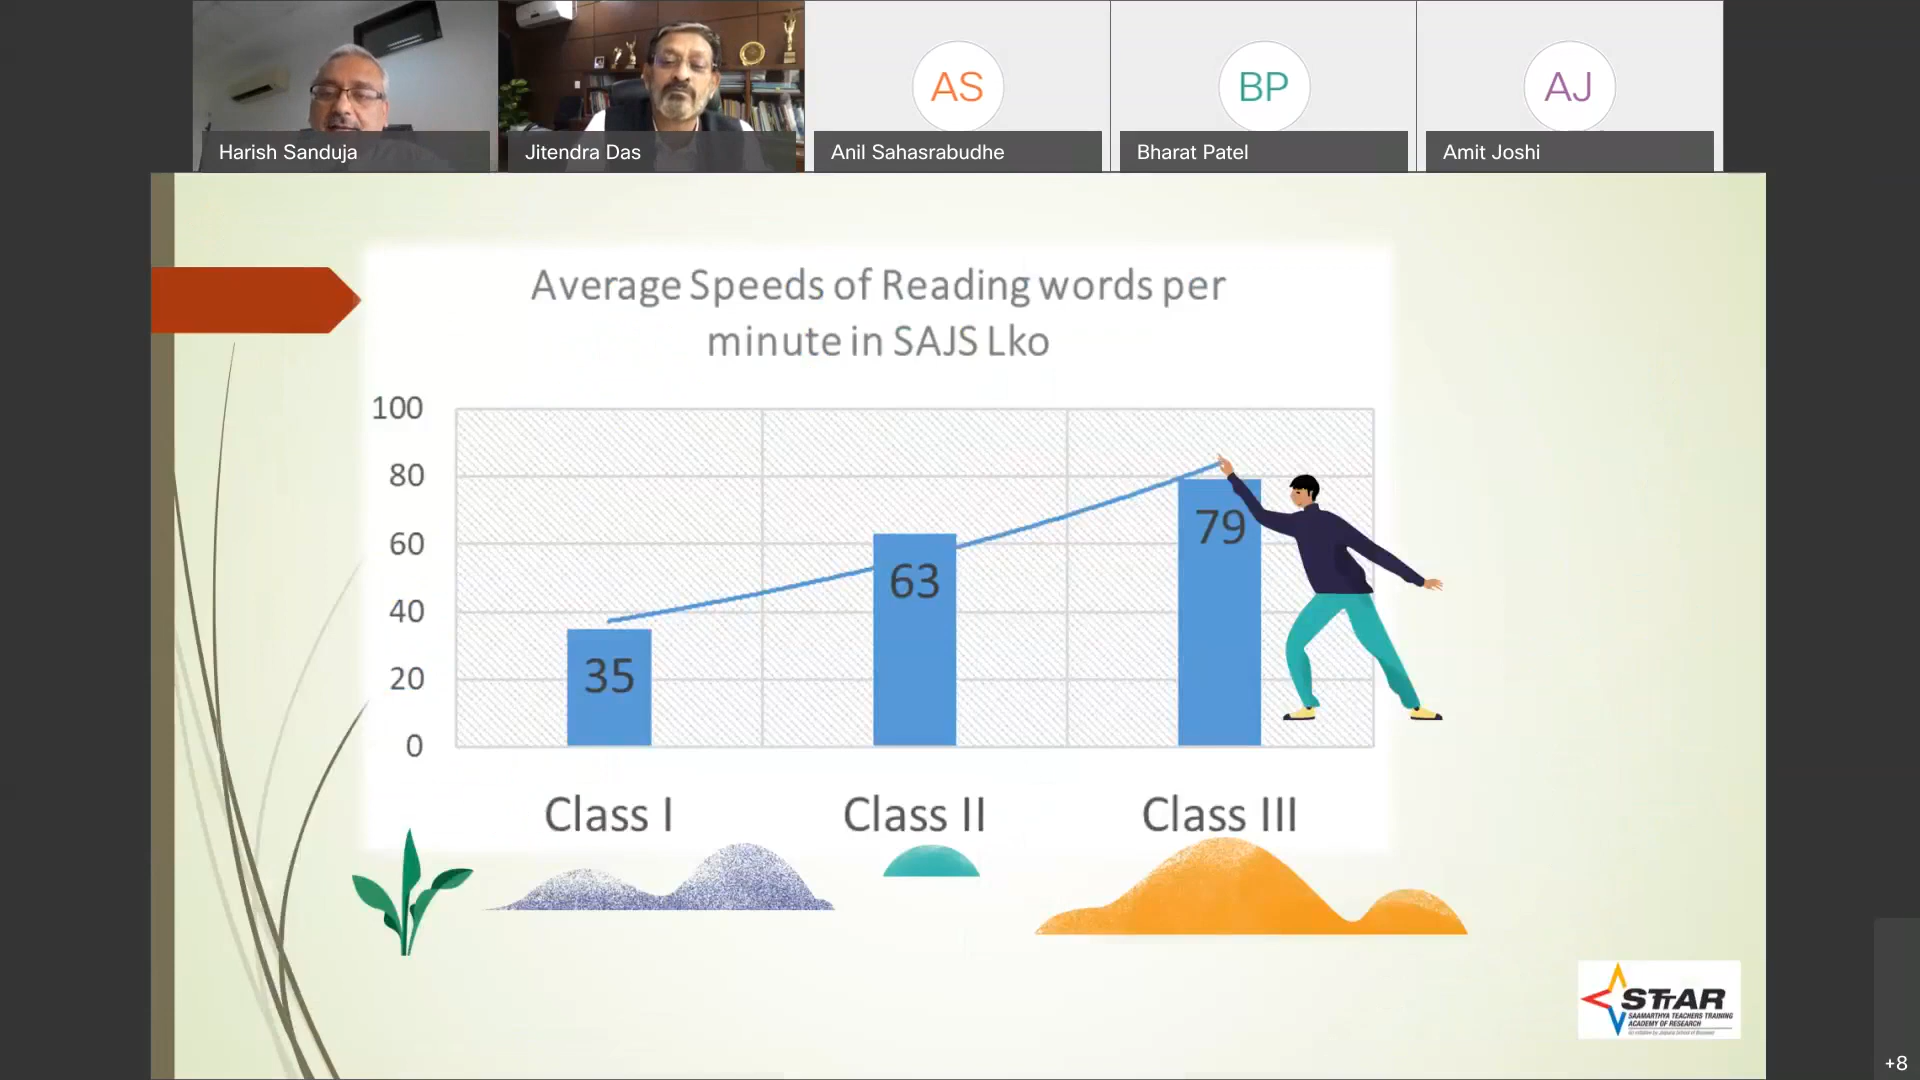 AS
BP
AJ
Harish Sanduja
Jitendra Das
Anil Sahasrabudhe
Bharat Patel
Amit Joshi
Average Speeds of Reading words per
minute in SAJS Lko
100
80
60
40
20
0
35
63
79
Class I
Class II
Class III
STTAR
SAAMARTHYA TEACHERS TRAINING
ACADEMY OF RESEARCH
+8